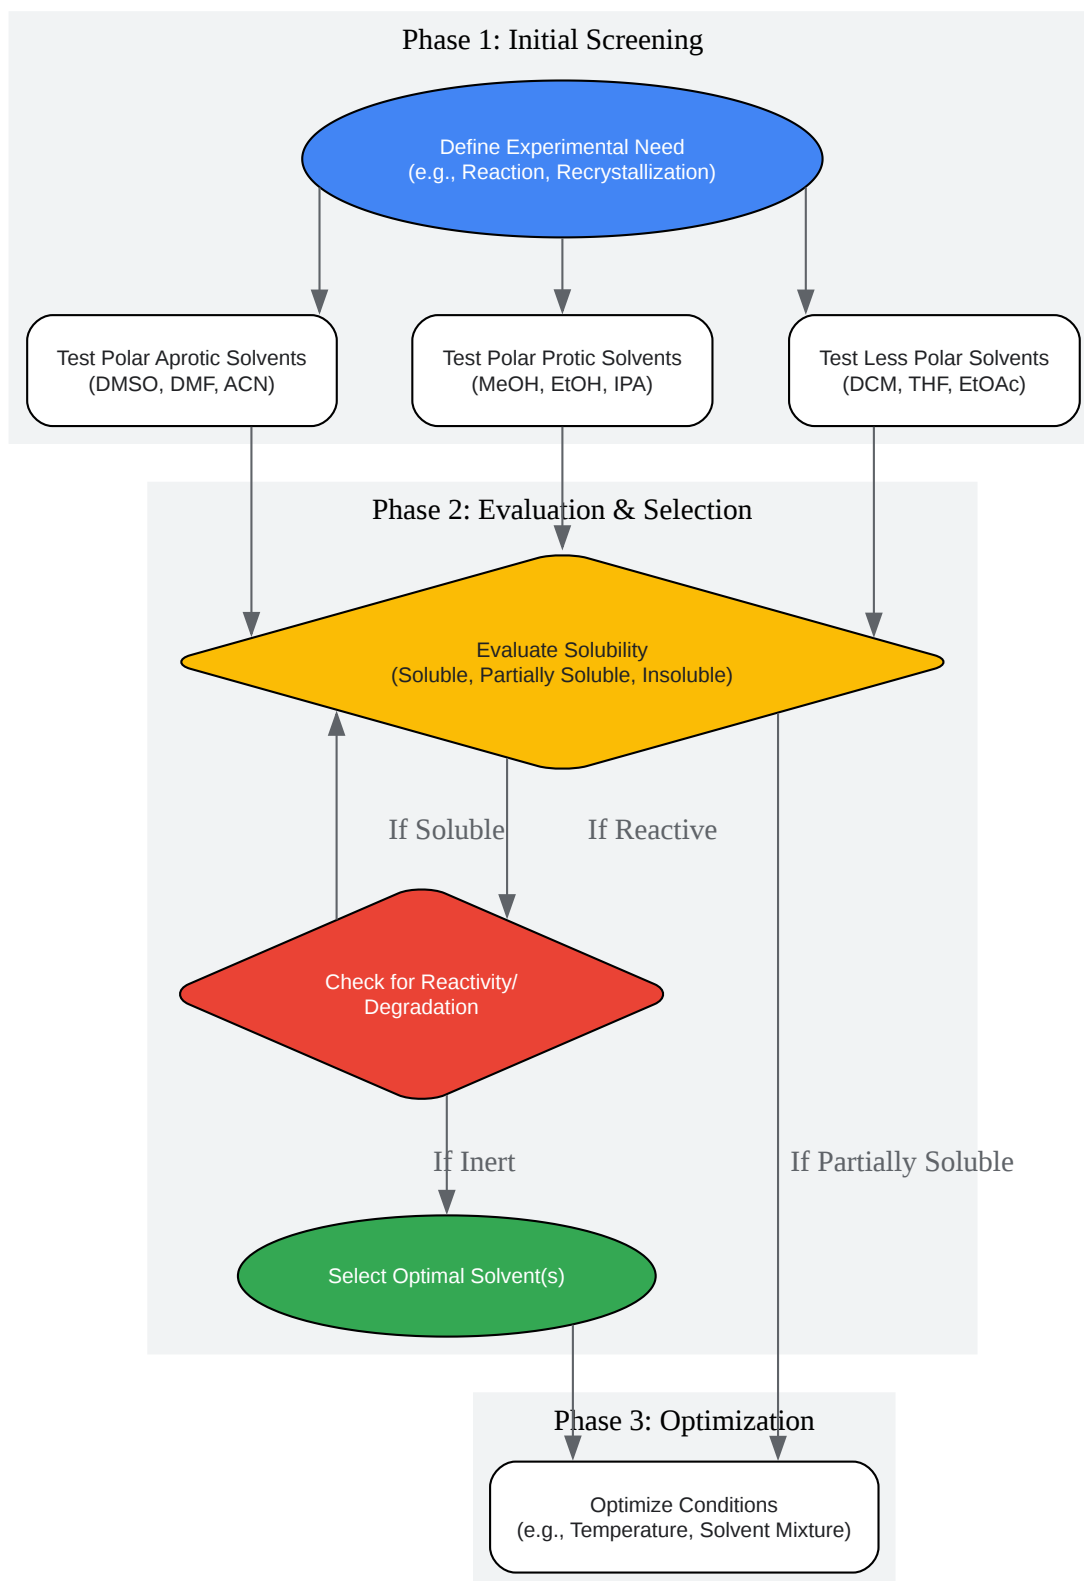 Phase 1: Initial Screening
Define Experimental Need
(e.g., Reaction, Recrystallization)
Test Polar Aprotic Solvents
(DMSO, DMF, ACN)
Test Polar Protic Solvents
(MeOH, EtOH, IPA)
Test Less Polar Solvents
(DCM, THF, EtOAc)
Phase 2: Evaluation & Selection
Evaluate Solubility
(Soluble, Partially Soluble, Insoluble)
If Soluble
If Reactive
Check for Reactivity/
Degradation
If Inert
If Partially Soluble
Select Optimal Solvent(s)
Phase 3: Optimization
Optimize Conditions
(e.g., Temperature, Solvent Mixture)